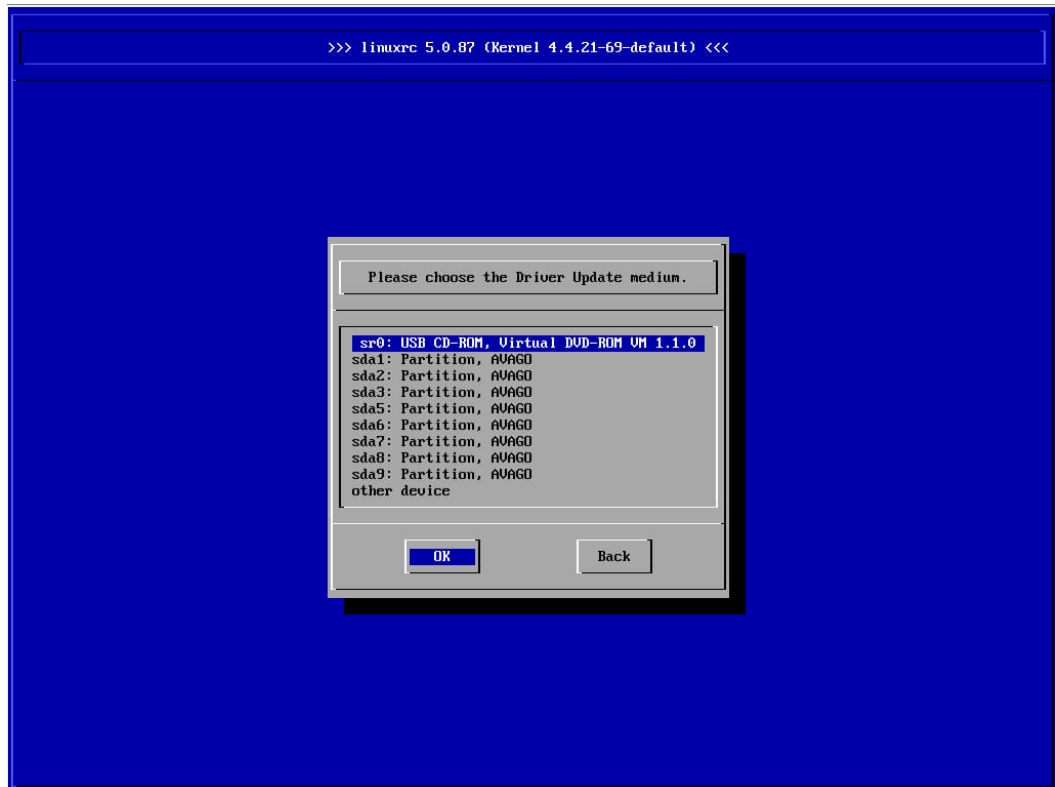 >>> linuxrc 5.0.87 (Kernel 4.4.21-69-default) <<<
Please choose the Driver Update medium.
sr0: USB CD-ROM, Virtual DVD-ROM VM 1.1.0
sda1: Partition, AVAGO
sda2: Partition, AVAGO
sda3: Partition, AVAGO
sda5: Partition, AVAGO
sda6: Partition, AVAGO
sda7: Partition, AVAGO
sda8: Partition, AVAGO
sda9: Partition, AVAGO
other device
OK Back